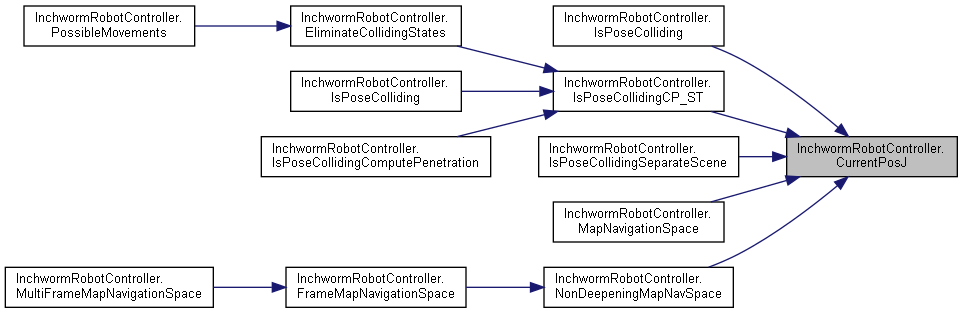 InchwormRobotController.
PossibleMovements
InchwormRobotController.
EliminateCollidingStates
InchwormRobotController.
IsPoseColliding
InchwormRobotController.
IsPoseColliding
InchwormRobotController.
IsPoseCollidingCP_ST
InchwormRobotController.
IsPoseCollidingComputePenetration
InchwormRobotController.
IsPoseCollidingSeparateScene
InchwormRobotController.
CurrentPosJ
InchwormRobotController.
MapNavigationSpace
InchwormRobotController.
MultiFrameMapNavigationSpace
InchwormRobotController.
FrameMapNavigationSpace
InchwormRobotController.
NonDeepeningMapNavSpace